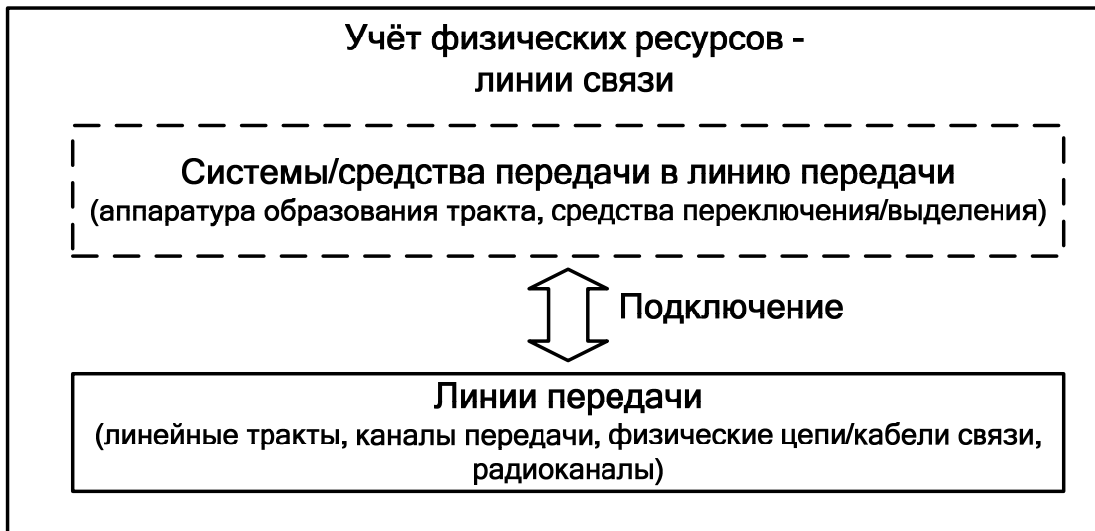 Учёт физических ресурсов -
линии связи
Системы/средства передачи в линию передачи
(аппаратура образования тракта, средства переключения/выделения)
Подключение
Линии передачи
(линейные тракты, каналы передачи, физические цепи/кабели связи,
радиоканалы)